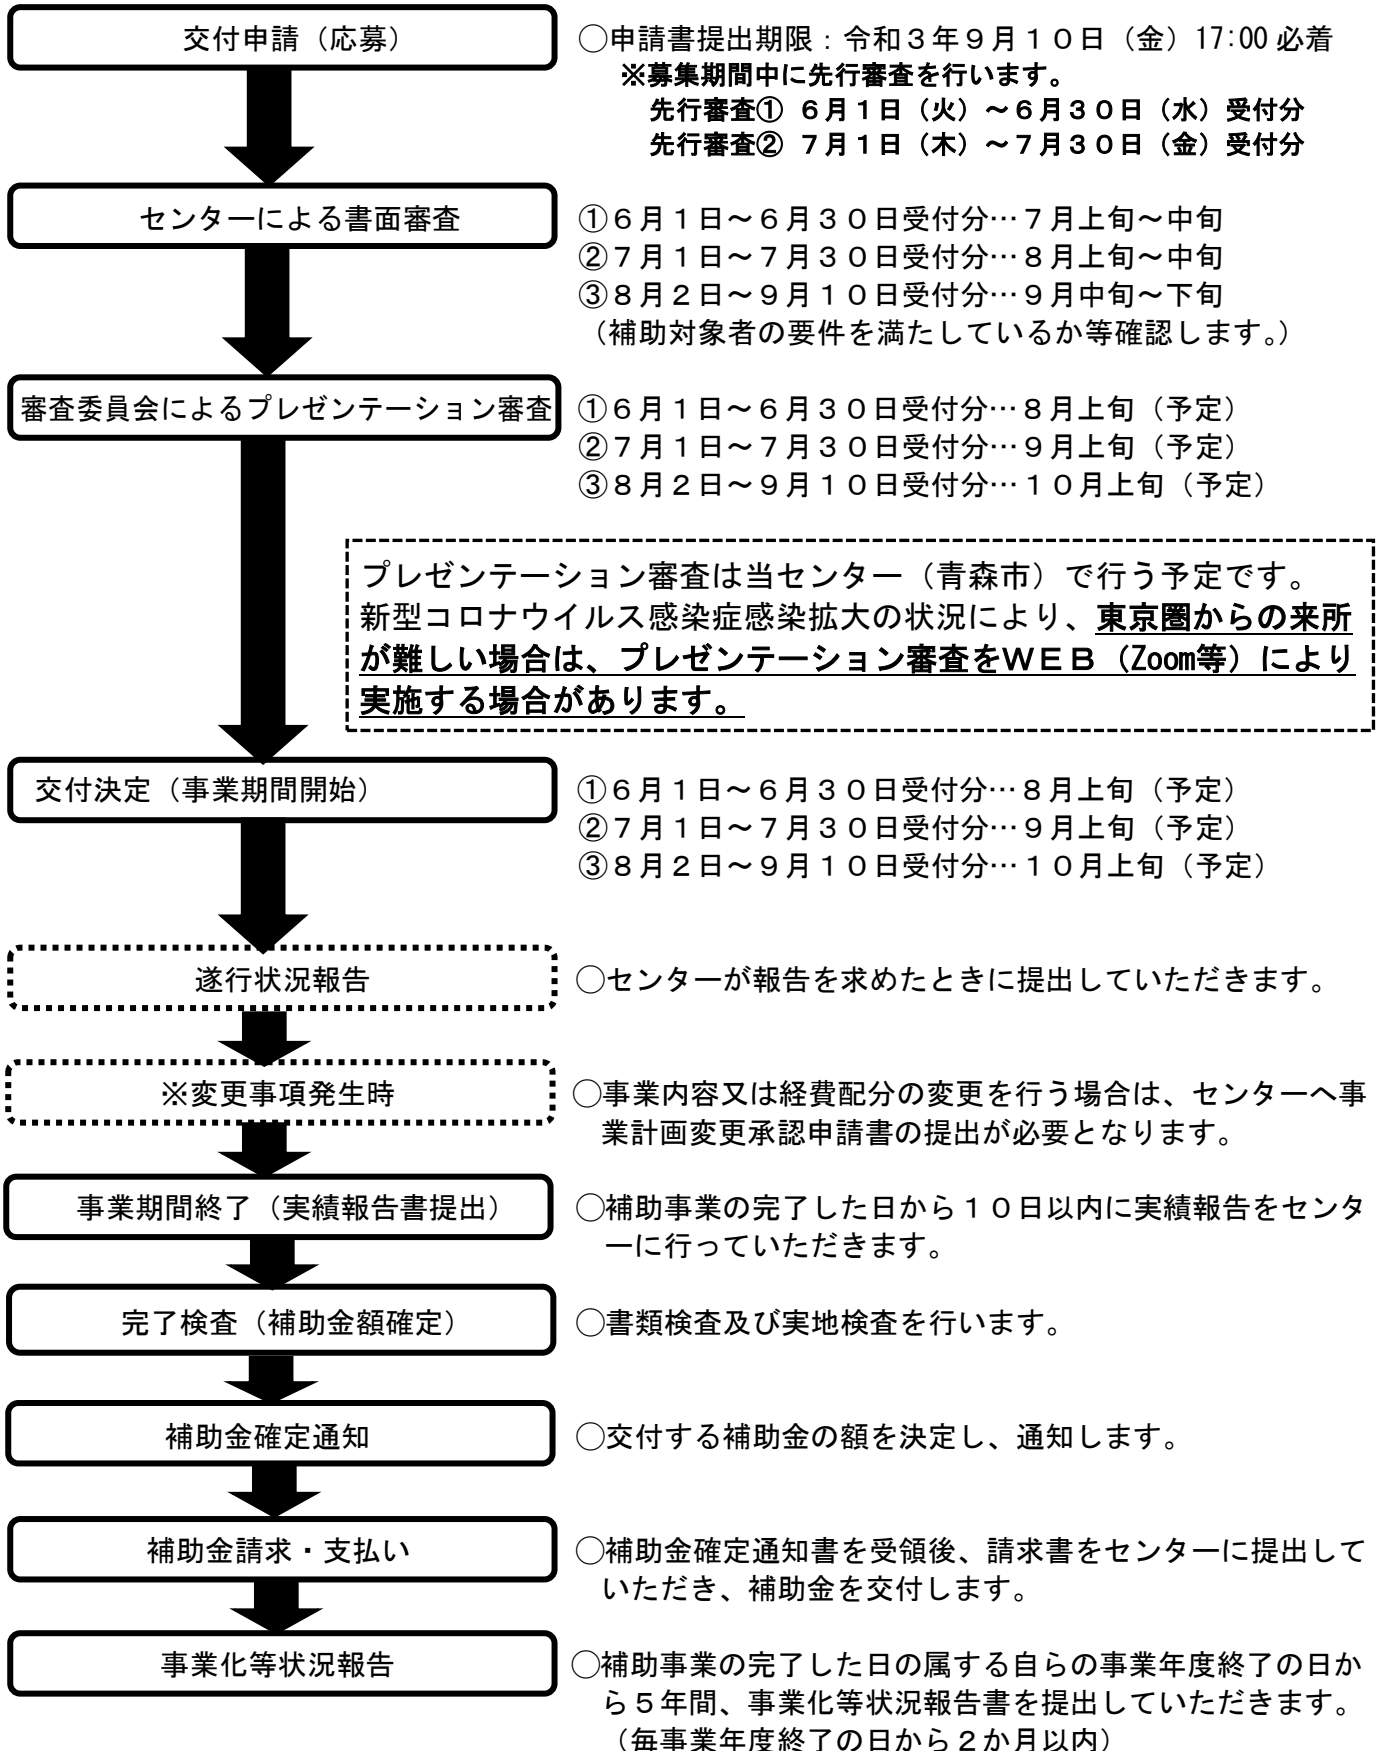 交付申請（応募）
○申請書提出期限：令和３年９月１０日（金）17:00 必着
※募集期間中に先行審査を行います。
先行審査① ６月１日（火）～６月３０日（水）受付分
先行審査② ７月１日（木）～７月３０日（金）受付分
センターによる書面審査
①６月１日～６月３０日受付分…７月上旬～中旬
②７月１日～７月３０日受付分…８月上旬～中旬
③８月２日～９月１０日受付分…９月中旬～下旬
（補助対象者の要件を満たしているか等確認します。）
審査委員会によるプレゼンテーション審査
①６月１日～６月３０日受付分…８月上旬（予定）
②７月１日～７月３０日受付分…９月上旬（予定）
③８月２日～９月１０日受付分…１０月上旬（予定）
プレゼンテーション審査は当センター（青森市）で行う予定です。
新型コロナウイルス感染症感染拡大の状況により、東京圏からの来所
が難しい場合は、プレゼンテーション審査をＷＥＢ（Zoom等）により
実施する場合があります。
交付決定（事業期間開始）
①６月１日～６月３０日受付分…８月上旬（予定）
②７月１日～７月３０日受付分…９月上旬（予定）
③８月２日～９月１０日受付分…１０月上旬（予定）
遂行状況報告
○センターが報告を求めたときに提出していただきます。
※変更事項発生時
○事業内容又は経費配分の変更を行う場合は、センターへ事
業計画変更承認申請書の提出が必要となります。
事業期間終了（実績報告書提出）
○補助事業の完了した日から１０日以内に実績報告をセンタ
ーに行っていただきます。
完了検査（補助金額確定）
○書類検査及び実地検査を行います。
補助金確定通知
○交付する補助金の額を決定し、通知します。
補助金請求・支払い
○補助金確定通知書を受領後、請求書をセンターに提出して
いただき、補助金を交付します。
事業化等状況報告
○補助事業の完了した日の属する自らの事業年度終了の日か
ら５年間、事業化等状況報告書を提出していただきます。
（毎事業年度終了の日から２か月以内）